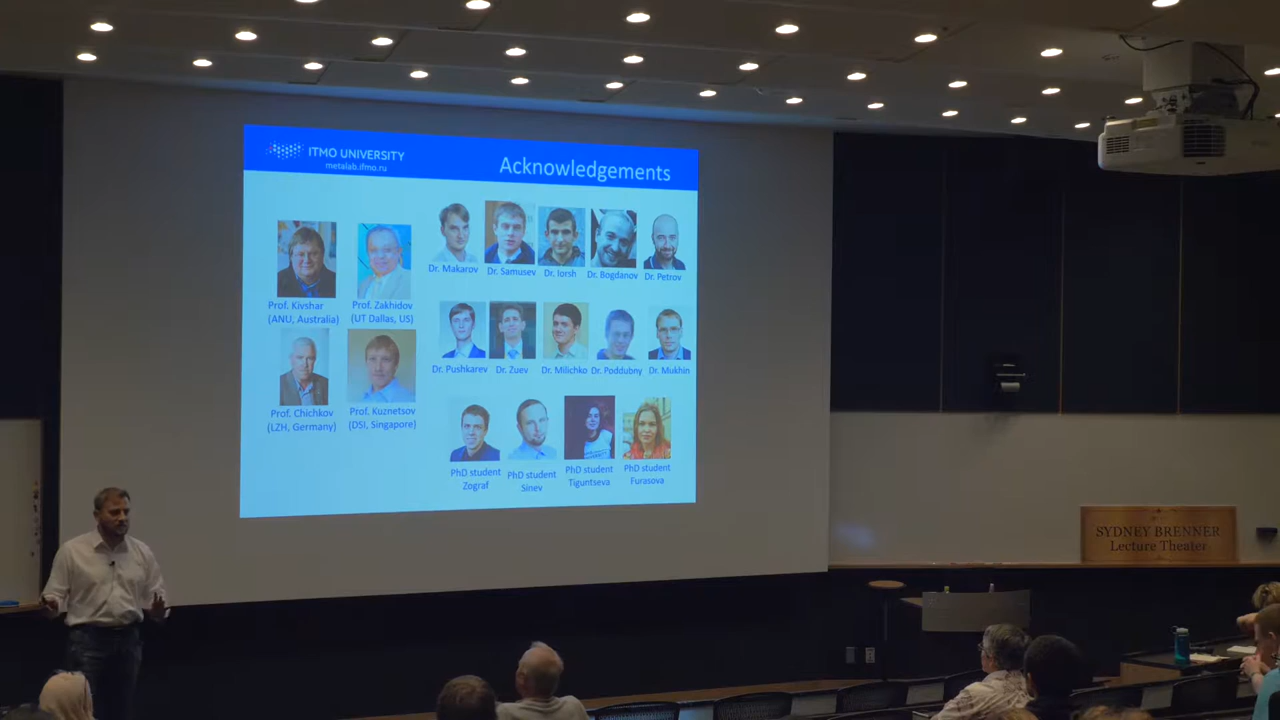 ITMO UNIVERSITY
metalab.ifmo.ru
Acknowledgements
Prof. Kivshar
(ANU, Australia)
Prof. Zakhidov
(UT Dallas, US)
Prof. Chichkov
(LZH, Germany)
Prof. Kuznetsov
(DSI, Singapore)
Dr. Makarov
Dr. Samusev
Dr. Iorsh
Dr. Bogdanov
Dr. Petrov
Dr. Pushkarev
Dr. Zuev
Dr. Milichko
Dr. Poddubny
Dr. Mukhin
PhD student
Zograf
PhD student
Sinev
PhD student
Tiguntseva
PhD student
Furasova
SYDNEY BRENNER
Lecture Theater